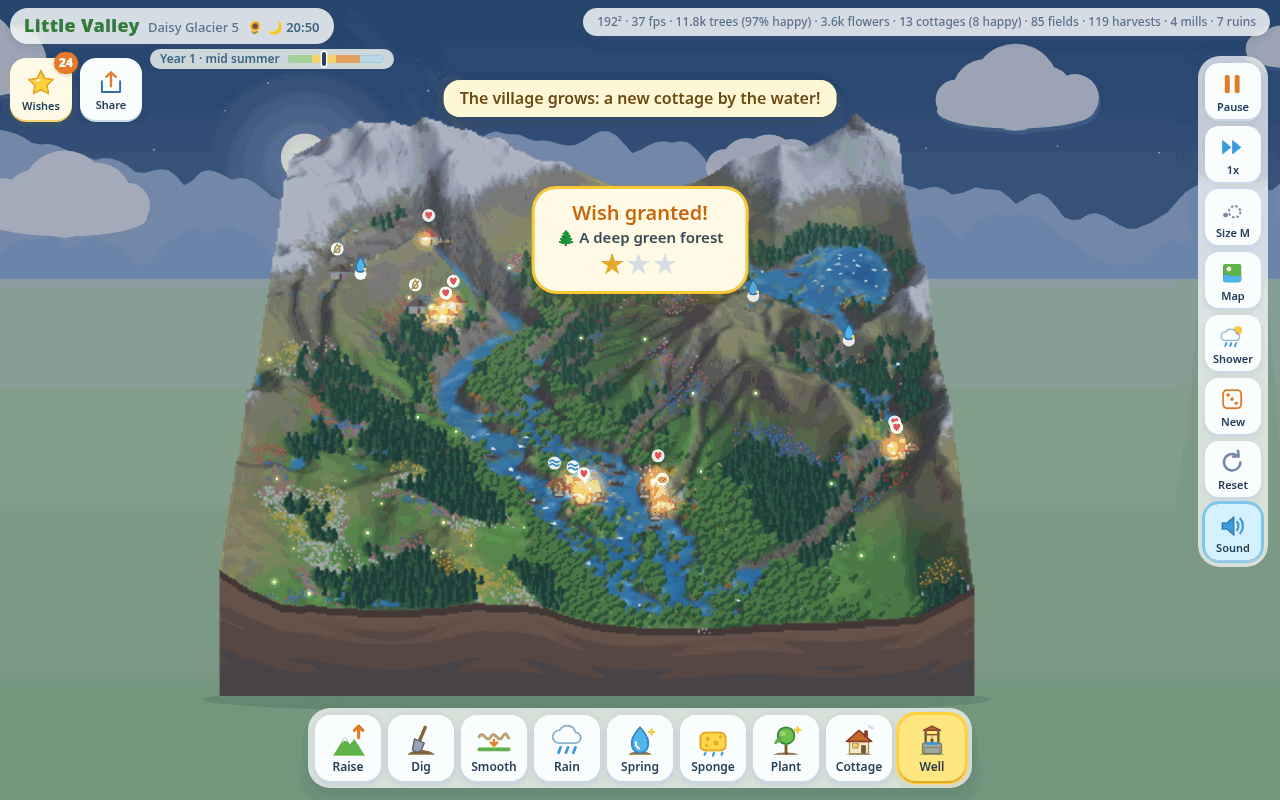 Little Valley Daisy Glacier 5 20:50
192² · 37 fps · 11.8k trees (97% happy) · 3.6k flowers · 13 cottages (8 happy) · 85 fields · 119 harvests · 4 mills · 7 ruins
Year 1 · mid summer
24
Wishes
Share
The village grows: a new cottage by the water!
Wish granted!
A deep green forest
Pause
1x
Size M
Map
Shower
New
Reset
Sound
Raise
Dig
Smooth
Rain
Spring
Sponge
Plant
Cottage
Well